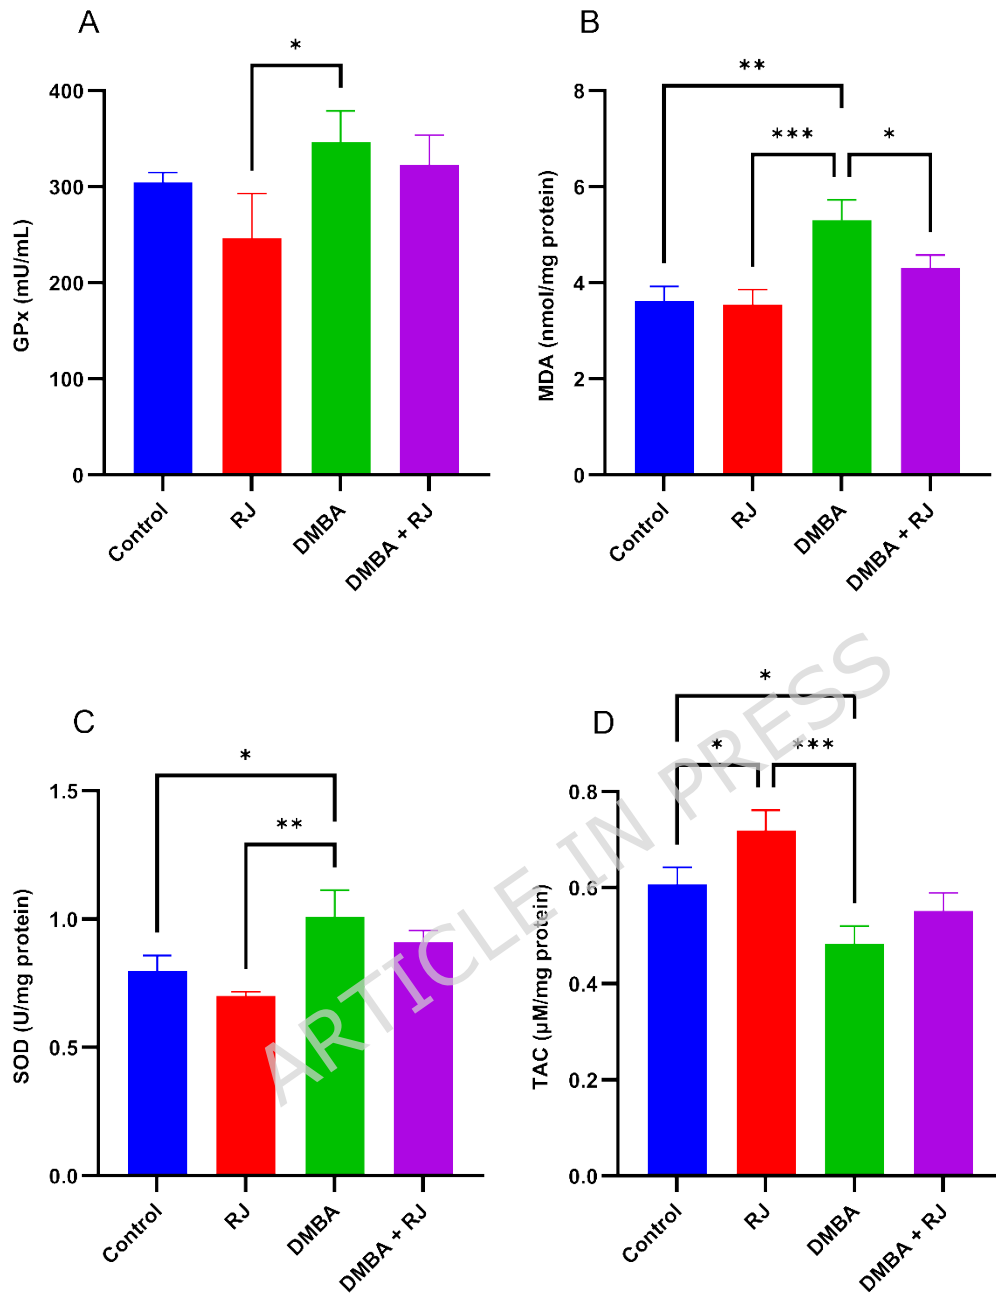 A
*
400
300
200
100
0
GPx (mU/mL)
Control
RJ
DMBA
DMBA + RJ
B
**
***
*
8
6
4
2
0
MDA (nmol/mg protein)
Control
RJ
DMBA
DMBA + RJ
C
*
**
1.5
1.0
0.5
0.0
SOD (U/mg protein)
Control
RJ
DMBA
DMBA + RJ
D
*
*
***
0.8
0.6
0.4
0.2
0.0
TAC (µM/mg protein)
Control
RJ
DMBA
DMBA + RJ
ARTICLE IN PRESS